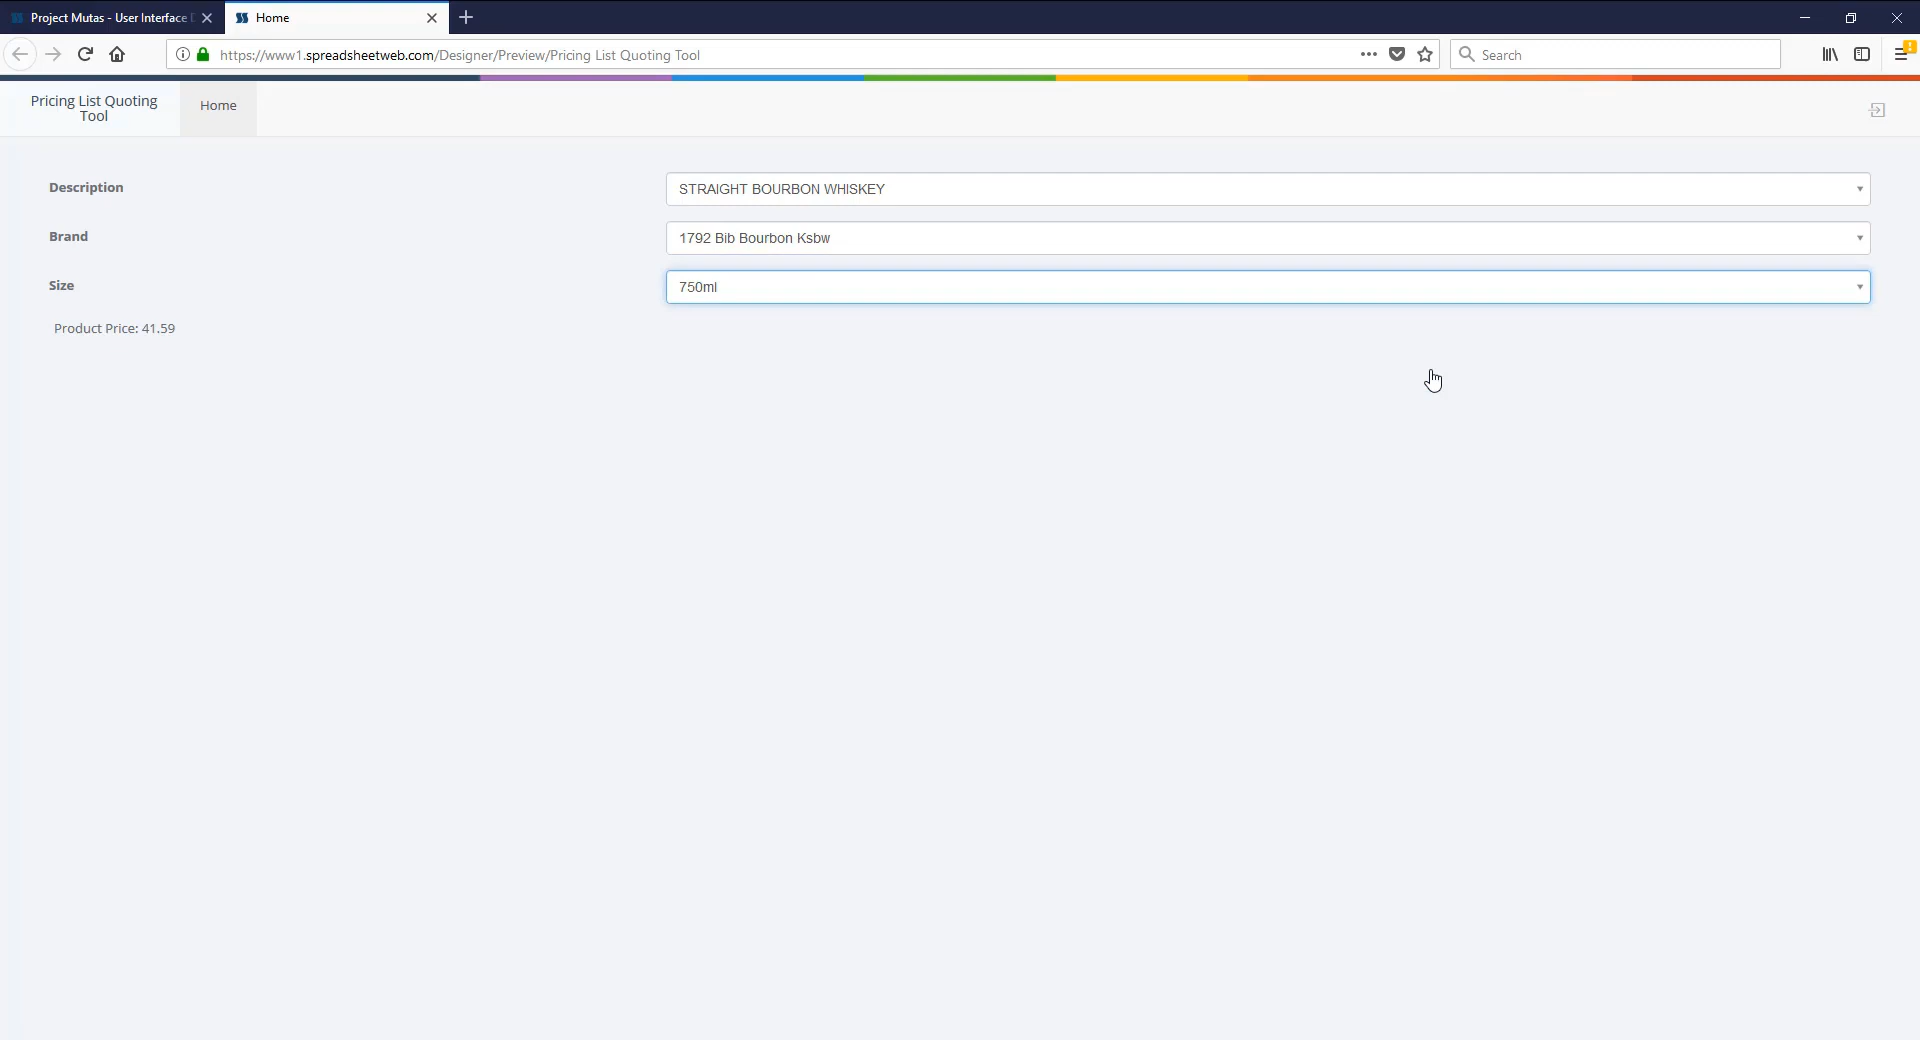 Project Mutas - User Interface
Home
https://www1.spreadsheetweb.com/Designer/Preview/Pricing List Quoting Tool
Search
Pricing List Quoting
Tool
Home
Description
STRAIGHT BOURBON WHISKEY
Brand
1792 Bib Bourbon Ksbw
Size
750ml
Product Price: 41.59